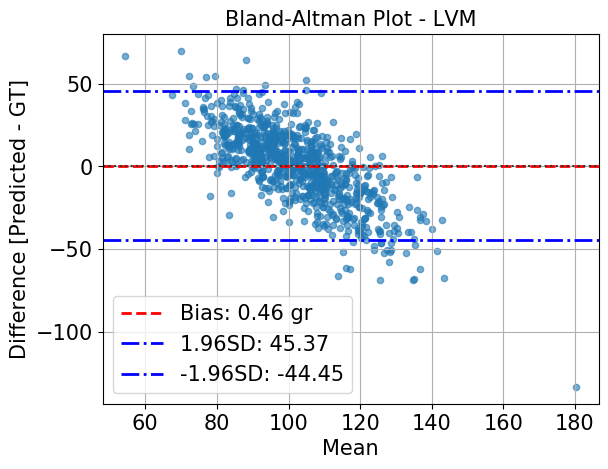 Bland-Altman Plot - LVM
Difference [Predicted - GT]
50
0
−50
−100
Bias: 0.46 gr
1.96SD: 45.37
-1.96SD: -44.45
60 80 100 120 140 160 180
Mean